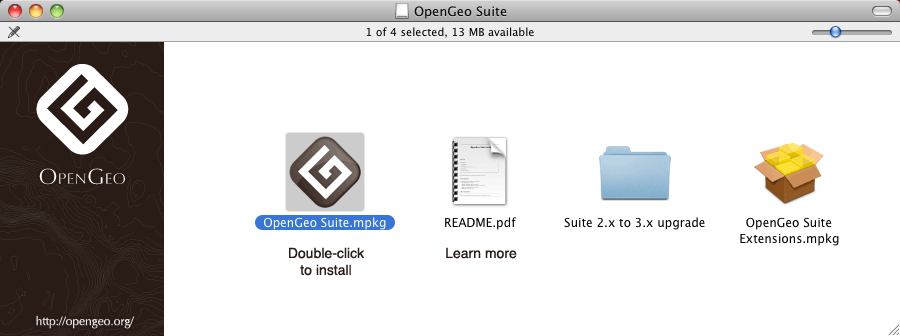 OpenGeo Suite
1 of 4 selected, 13 MB available
OPENGEO
OpenGeo Suite.mpkg
README.pdf
Suite 2.x to 3.x upgrade
OpenGeo Suite
Extensions.mpkg
Double-click
to install
Learn more
http://opengeo.org/